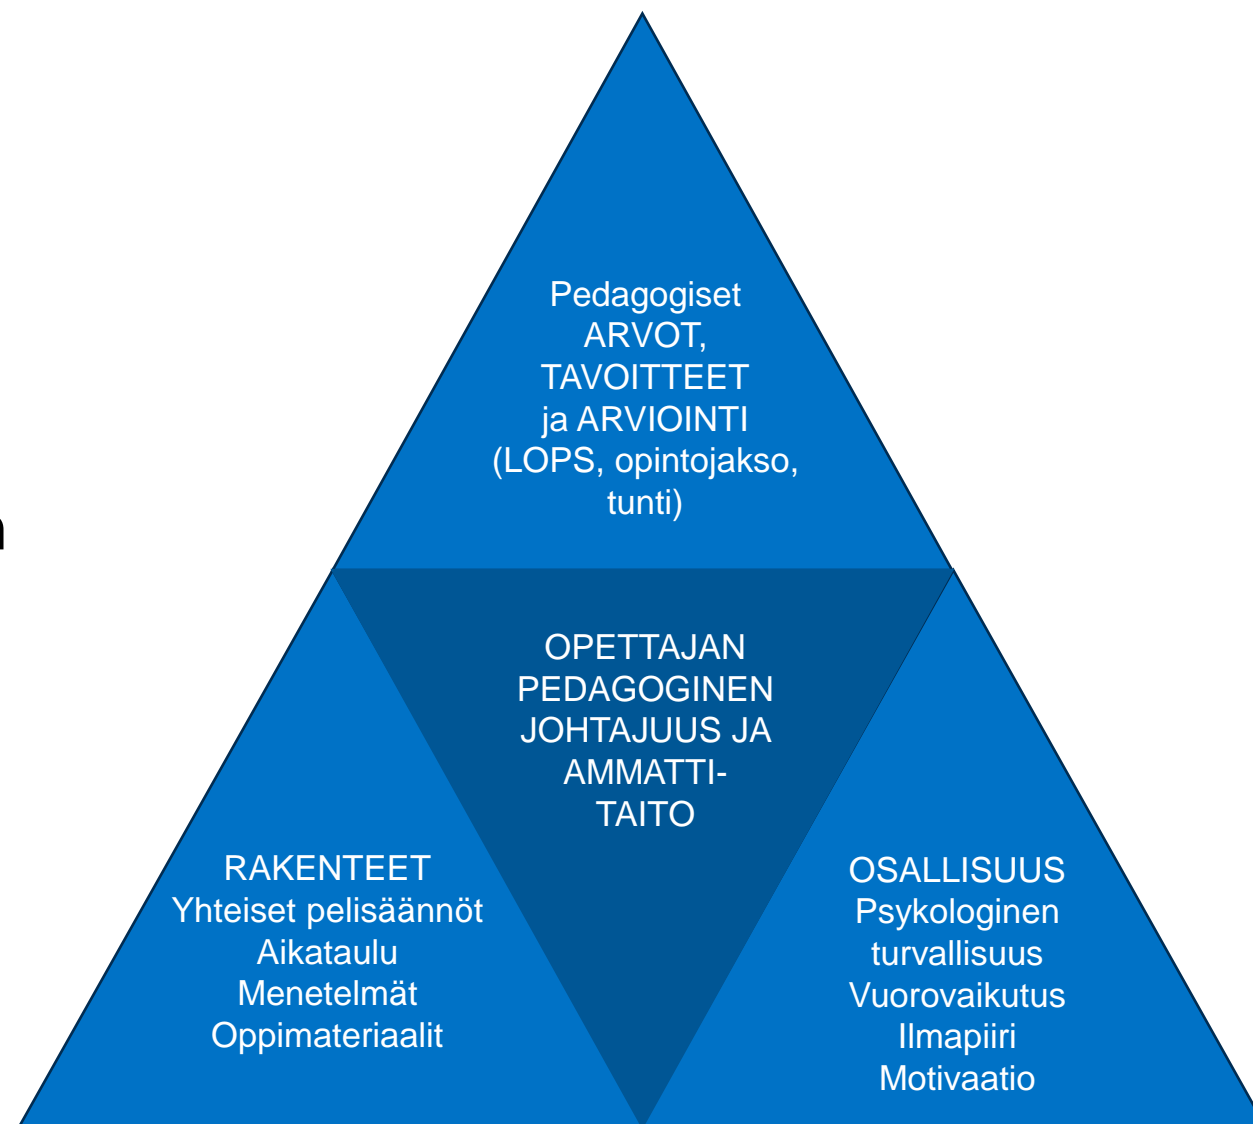 Pedagogiset
ARVOT,
TAVOITTEET
ja ARVIOINTI
(LOPS, opintojakso,
tunti)
OPETTAJAN
PEDAGOGINEN
JOHTAJUUS JA
AMMATTI-
TAITO
RAKENTEET
Yhteiset pelisäännöt
Aikataulu
Menetelmät
Oppimateriaalit
OSALLISUUS
Psykologinen
turvallisuus
Vuorovaikutus
Ilmapiiri
Motivaatio